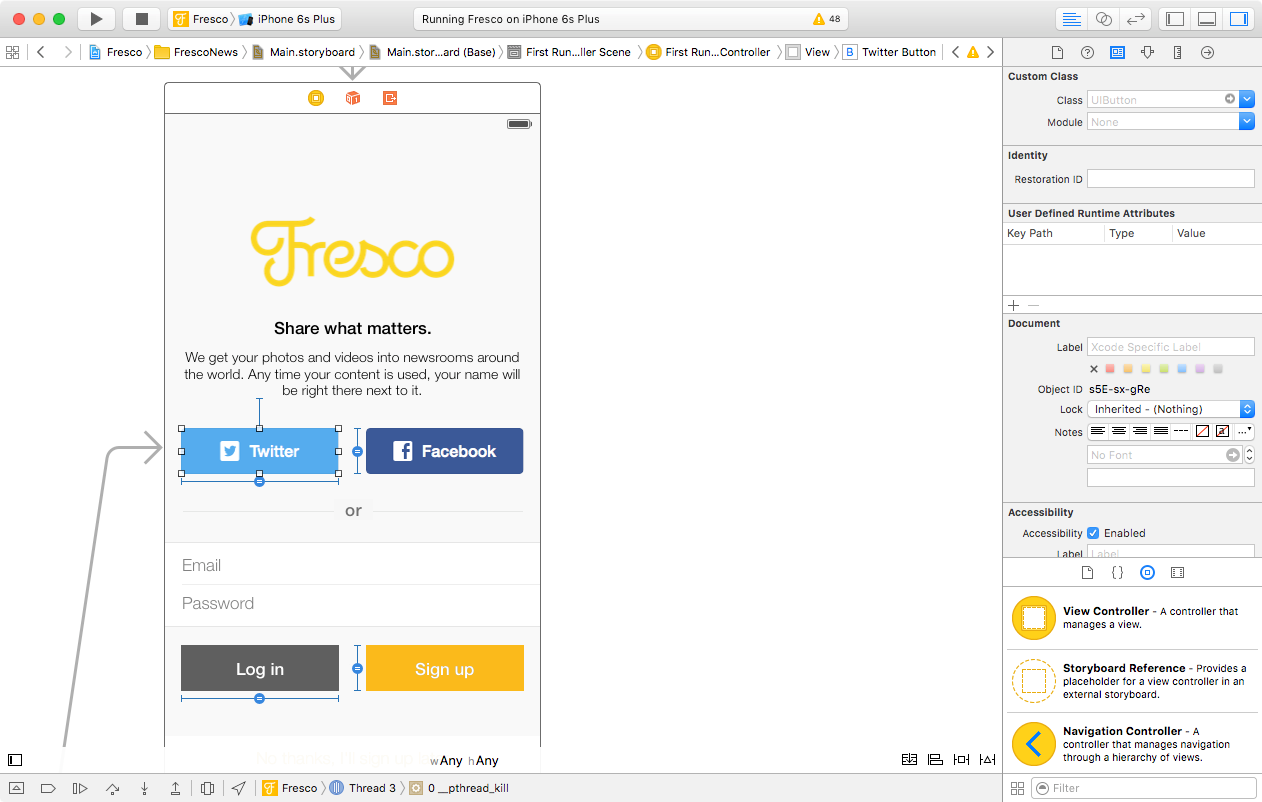 Fresco
iPhone 6s Plus
Running Fresco on iPhone 6s Plus
48
Fresco
FrescoNews
Main.storyboard
Main.stor...ard (Base)
First Run...ller Scene
First Run...Controller
View
B
Twitter Button
Fresco
Share what matters.
We get your photos and videos into newsrooms around
the world. Any time your content is used, your name will
be right there next to it.
Twitter
Facebook
or
Email
Password
Log in
Sign up
wAny hAny
Custom Class
Class
UIButton
Module
None
Identity
Restoration ID
User Defined Runtime Attributes
Key Path
Type
Value
Document
Label
Xcode Specific Label
Object ID
s5E-sx-gRe
Lock
Inherited - (Nothing)
Notes
No Font
Accessibility
Accessibility
Enabled
Label
Label
View Controller - A controller that
manages a view.
Storyboard Reference - Provides a
placeholder for a view controller in an
external storyboard.
Navigation Controller - A
controller that manages navigation
through a hierarchy of views.
Fresco
Thread 3
0 __pthread_kill
Filter